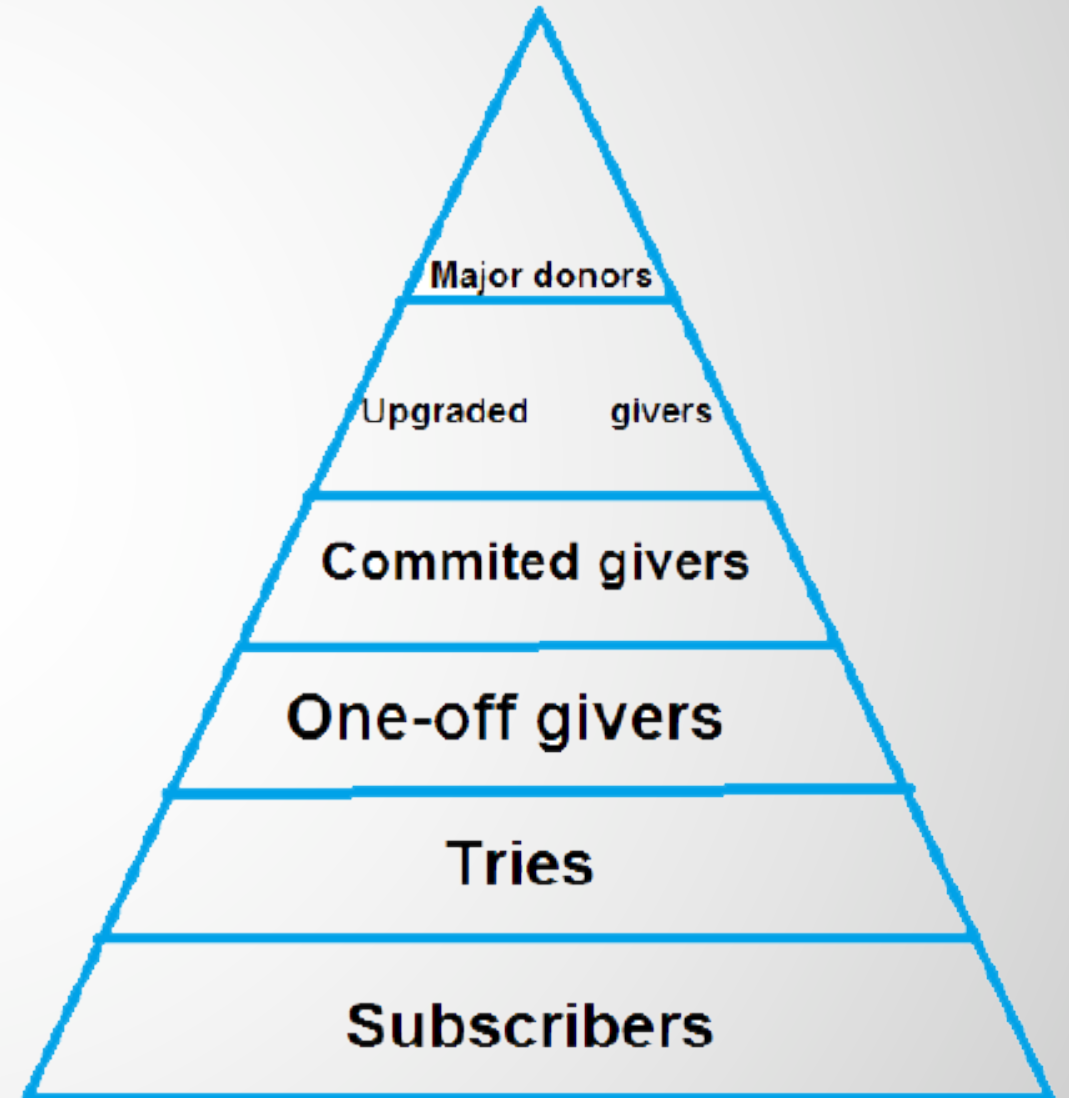 Major donors
Upgraded givers
Commited givers
One-off givers
Tries
Subscribers